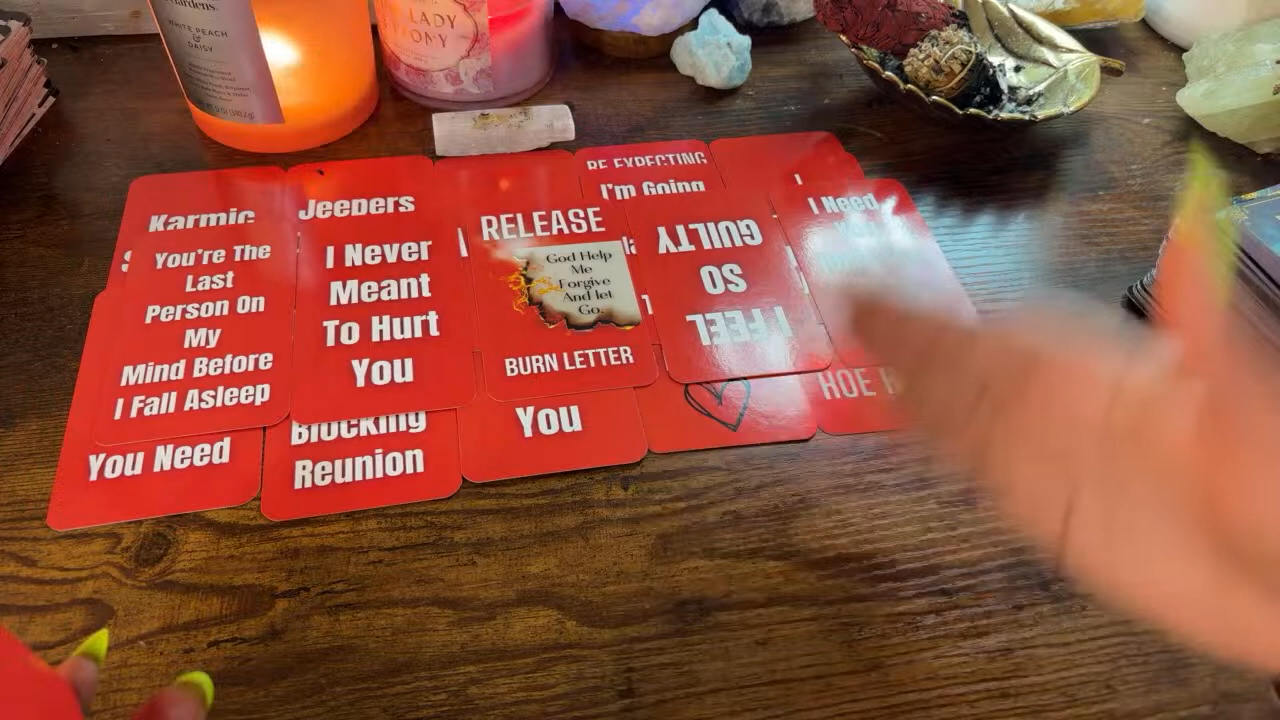 WHITE PEACH
&
DAISY
LADY
BE EXPECTING
I'm Going
Karmic
You're The
Last
Person On
My
Mind Before
I Fall Asleep
You Need
Jeepers
I Never
Meant
To Hurt
You
Blocking
Reunion
RELEASE
God Help
Me
Forgive
And let
Go.
BURN LETTER
You
I FEEL
SO
GUILTY
I Need
HOE